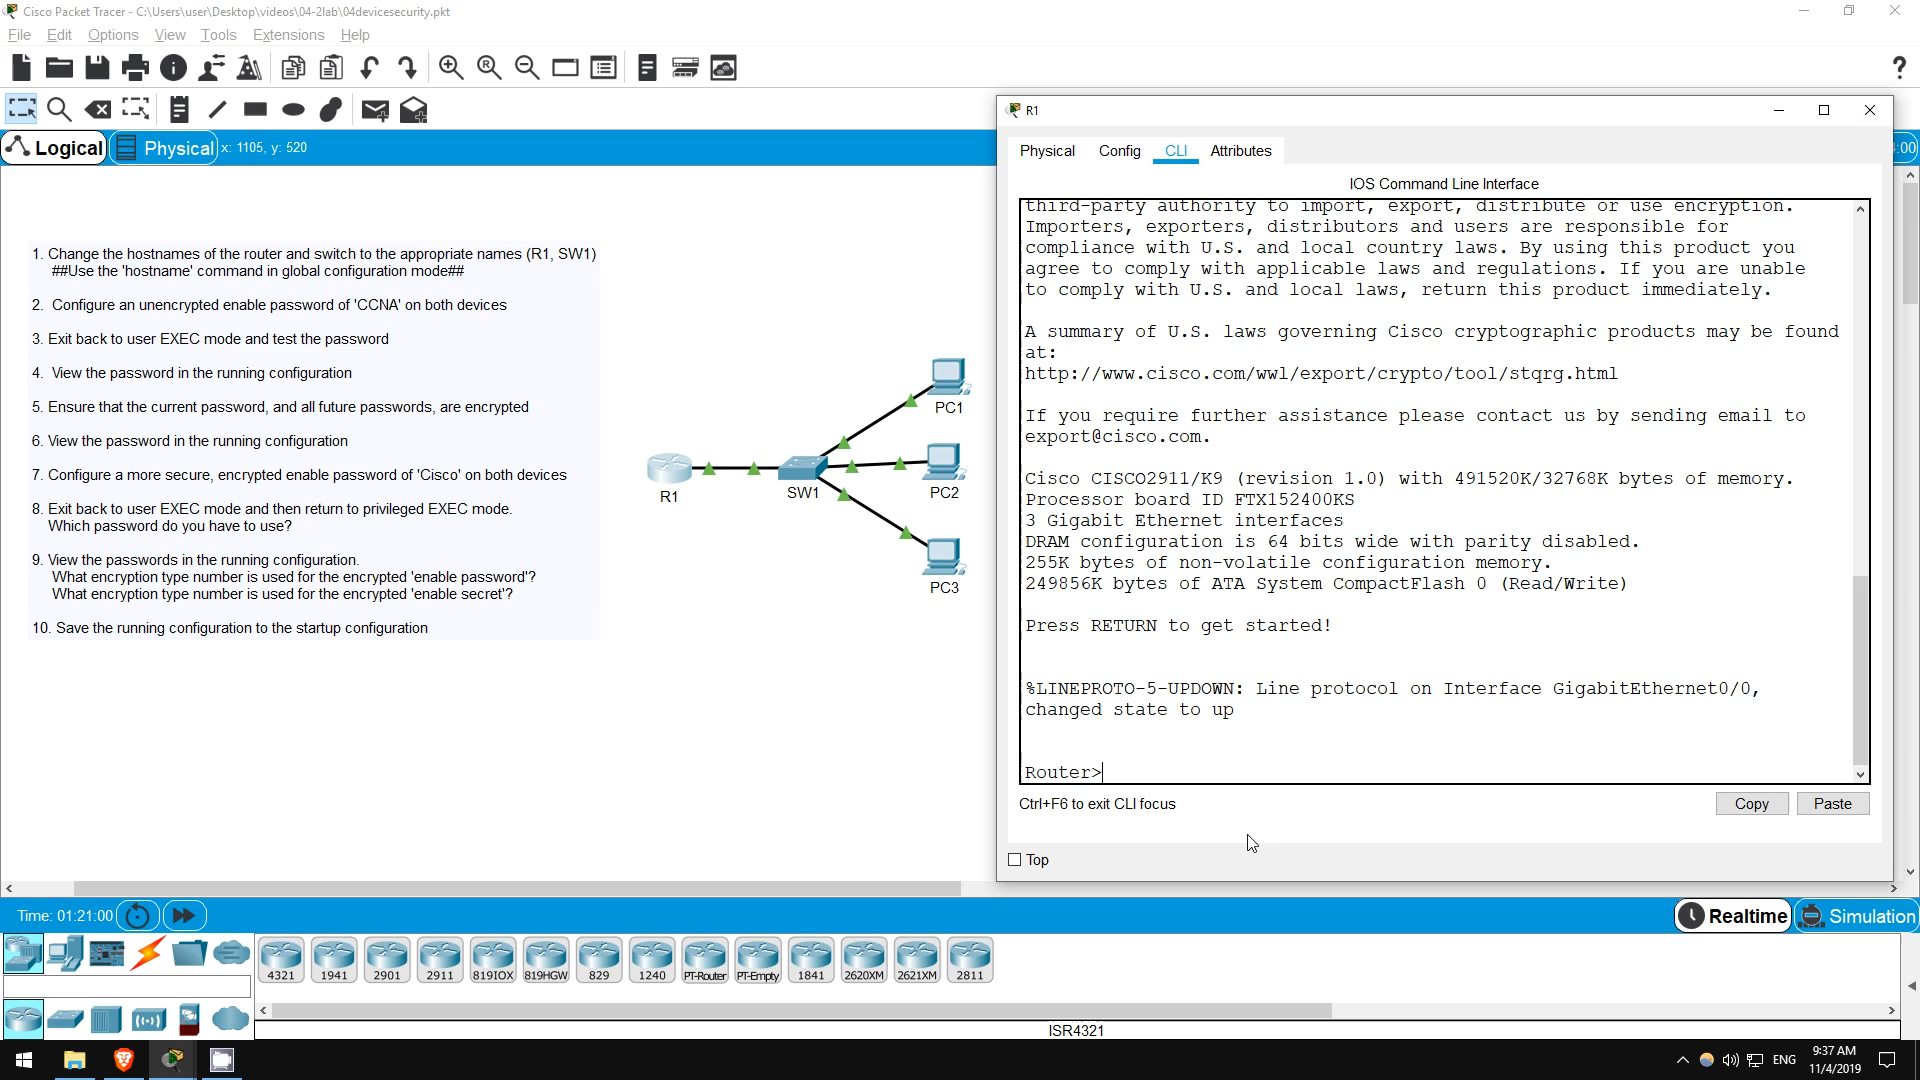 Cisco Packet Tracer - C:\Users\user\Desktop\videos\04-2lab\04devicesecurity.pkt
File Edit Options View Tools Extensions Help
R1
Logical Physical x: 1105, y: 520
:00
Physical Config CLI Attributes
IOS Command Line Interface
third-party authority to import, export, distribute or use encryption.
Importers, exporters, distributors and users are responsible for
compliance with U.S. and local country laws. By using this product you
agree to comply with applicable laws and regulations. If you are unable
to comply with U.S. and local laws, return this product immediately.
A summary of U.S. laws governing Cisco cryptographic products may be found
at:
http://www.cisco.com/wwl/export/crypto/tool/stqrg.html
If you require further assistance please contact us by sending email to
export@cisco.com.
Cisco CISCO2911/K9 (revision 1.0) with 491520K/32768K bytes of memory.
Processor board ID FTX152400KS
3 Gigabit Ethernet interfaces
DRAM configuration is 64 bits wide with parity disabled.
255K bytes of non-volatile configuration memory.
249856K bytes of ATA System CompactFlash 0 (Read/Write)
Press RETURN to get started!
%LINEPROTO-5-UPDOWN: Line protocol on Interface GigabitEthernet0/0,
changed state to up
Router>
Ctrl+F6 to exit CLI focus
Copy Paste
Top
1. Change the hostnames of the router and switch to the appropriate names (R1, SW1)
##Use the 'hostname' command in global configuration mode##
2. Configure an unencrypted enable password of 'CCNA' on both devices
3. Exit back to user EXEC mode and test the password
4. View the password in the running configuration
5. Ensure that the current password, and all future passwords, are encrypted
6. View the password in the running configuration
7. Configure a more secure, encrypted enable password of 'Cisco' on both devices
8. Exit back to user EXEC mode and then return to privileged EXEC mode.
Which password do you have to use?
9. View the passwords in the running configuration.
What encryption type number is used for the encrypted 'enable password'?
What encryption type number is used for the encrypted 'enable secret'?
10. Save the running configuration to the startup configuration
PC1
R1
SW1
PC2
PC3
Time: 01:21:00
Realtime Simulation
4321 1941 2901 2911 819IOX 819HGW 829 1240 PT-Router PT-Empty 1841 2620XM 2621XM 2811
ISR4321
ENG
9:37 AM
11/4/2019